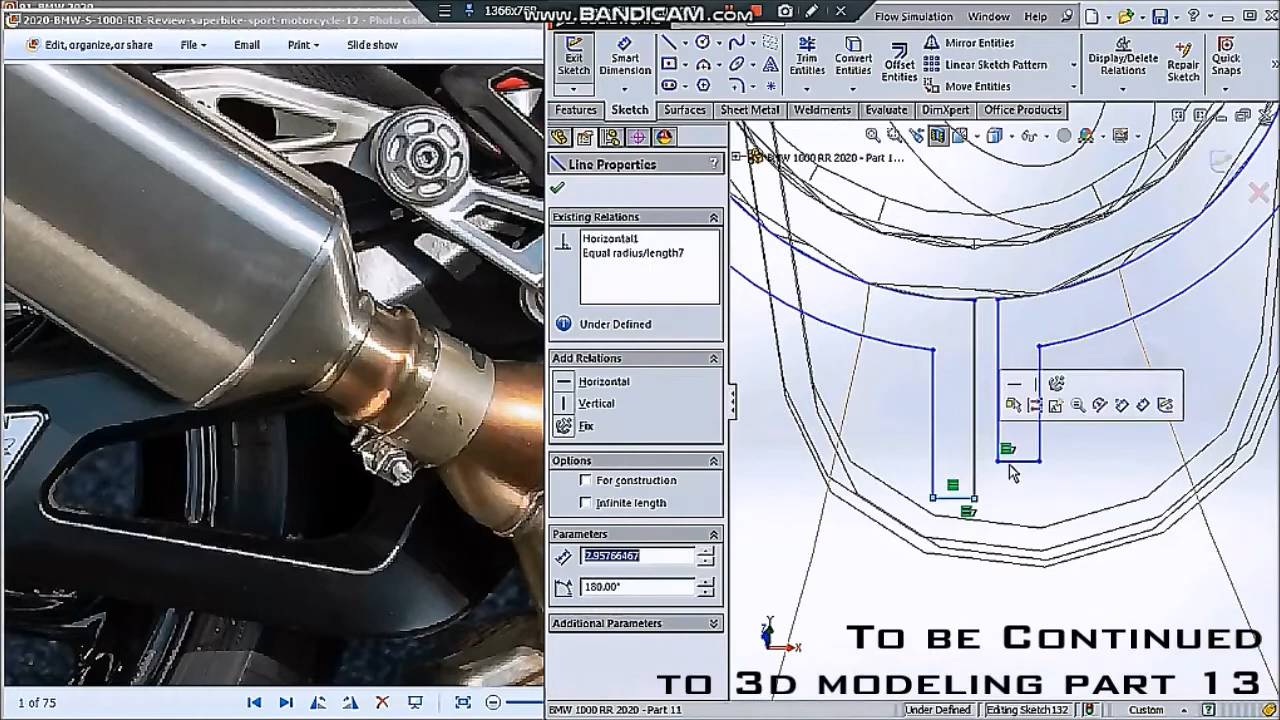 2020-BMW-S-1000-RR-Review-superbike-sport-motorcycle-12 - Photo Gal
1366x768
www.BANDICAM.com
Flow Simulation Window Help
Edit, organize,or share File Email Print Slide show
Exit Sketch
Smart Dimension
Trim Entities
Convert Entities
Offset Entities
Mirror Entities
Linear Sketch Pattern
Move Entities
Display/Delete Relations
Repair Sketch
Quick Snaps
Features Sketch Surfaces Sheet Metal Weldments Evaluate DimXpert Office Products
BMW 1000 RR 2020 - Part 1...
Line Properties ?
Existing Relations
Horizontal1
Equal radius/length7
Under Defined
Add Relations
Horizontal
Vertical
Fix
Options
For construction
Infinite length
Parameters
2.95766467
180.00°
Additional Parameters
Y
X
To be Continued
to 3d modeling part 13
1 of 75
BMW 1000 RR 2020 - Part 11 Under Defined Editing Sketch132 Custom